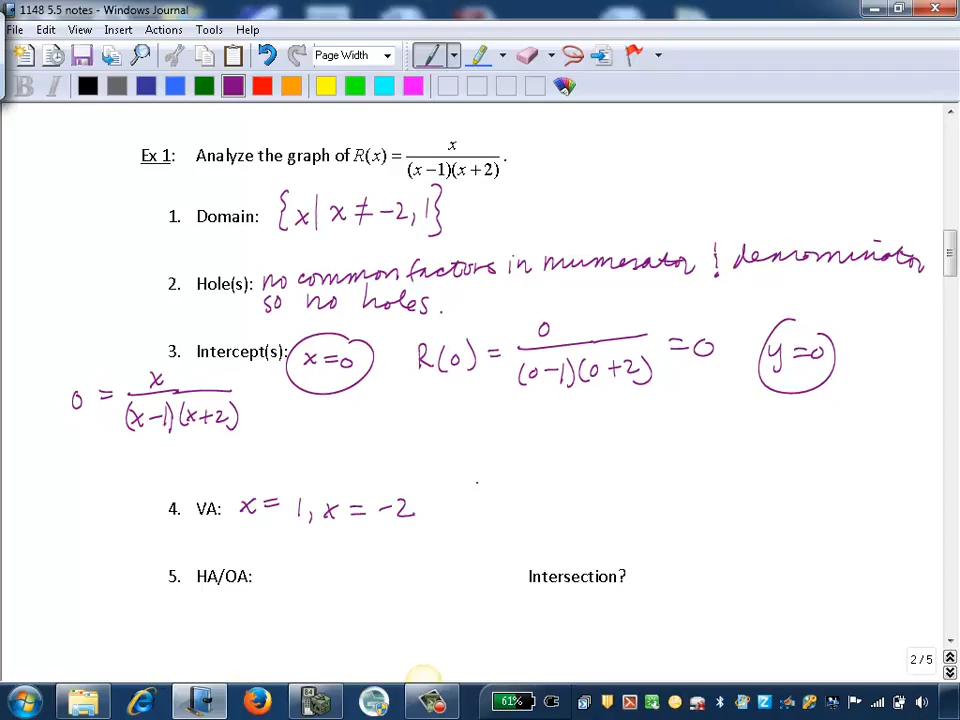 1148 5.5 notes - Windows Journal
File Edit View Insert Actions Tools Help
Page Width
B I
Ex 1: Analyze the graph of R(x) = x / (x−1)(x+2) .
1. Domain: {x | x ≠ -2, 1}
2. Hole(s): no common factors in numerator & denominator
so no holes.
3. Intercept(s): x=0 R(0) = 0 / (0-1)(0+2) = 0 y=0
0 = x / (x-1)(x+2)
4. VA: x = 1, x = -2
5. HA/OA: Intersection?
2 / 5
61%